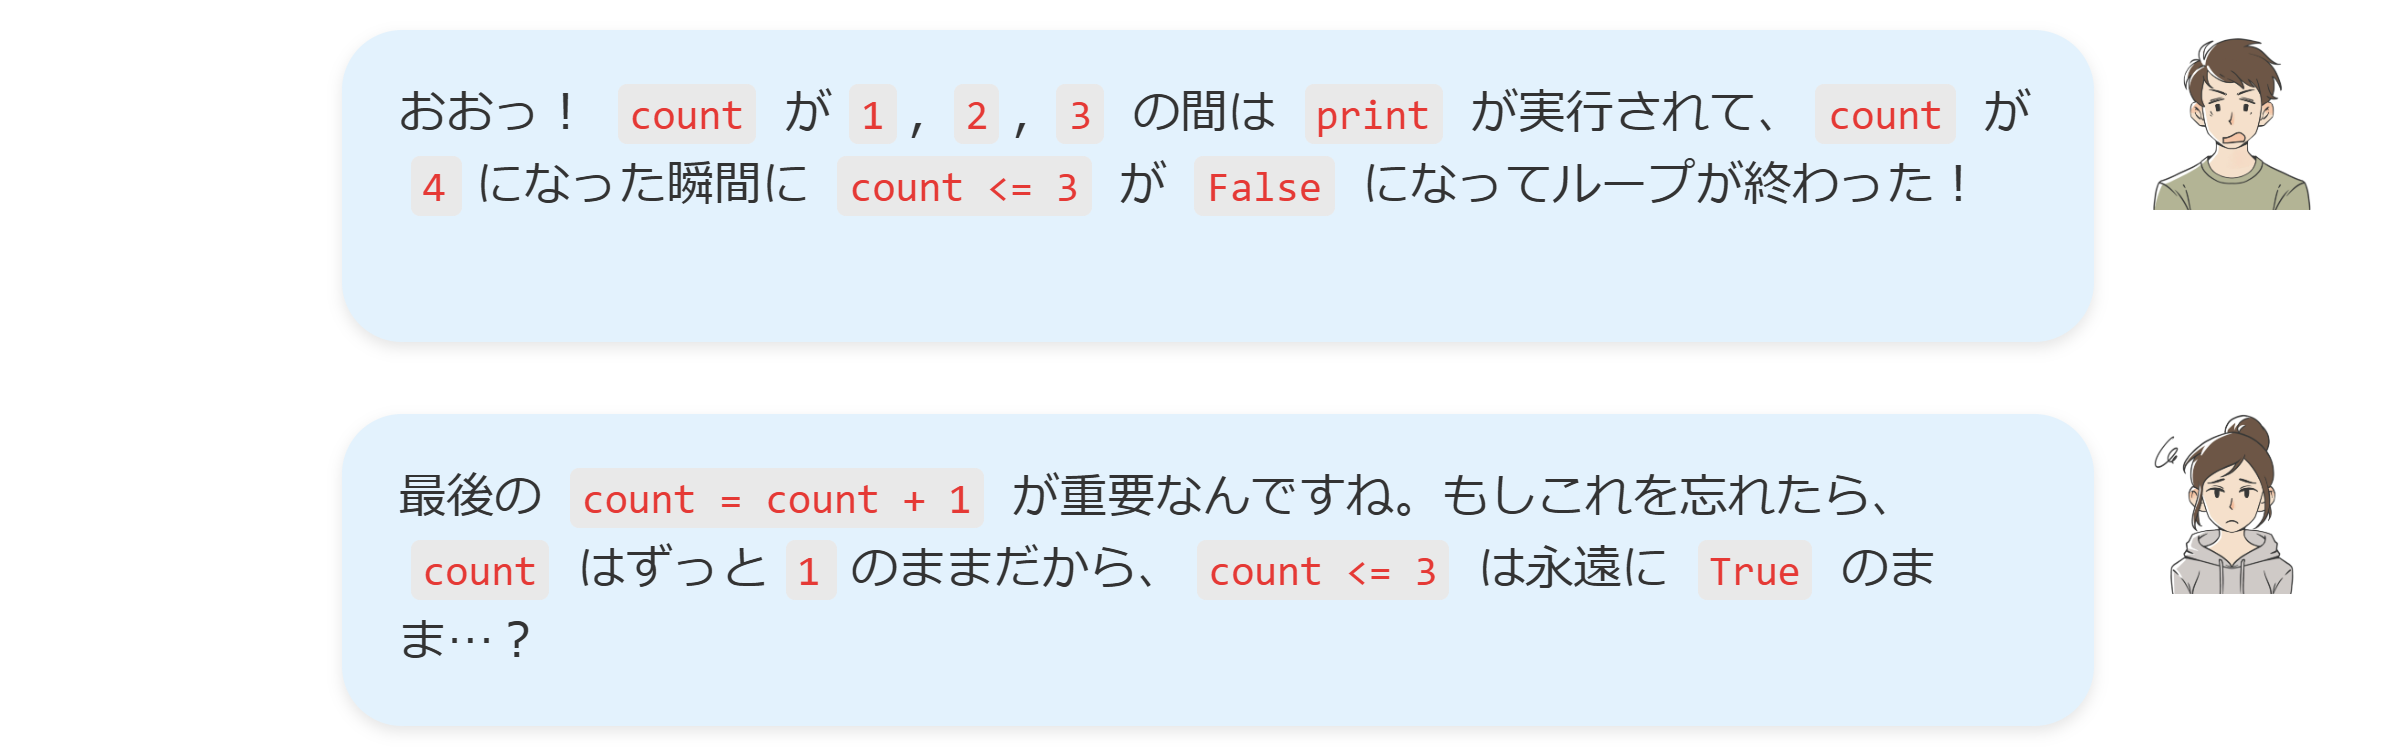 おおっ！ count が 1 , 2 , 3 の間は print が実行されて、 count が
4 になった瞬間に count <= 3 が False になってループが終わった！
最後の count = count + 1 が重要なんですね。もしこれを忘れたら、
count はずっと 1 のままだから、 count <= 3 は永遠に True のま
ま…？